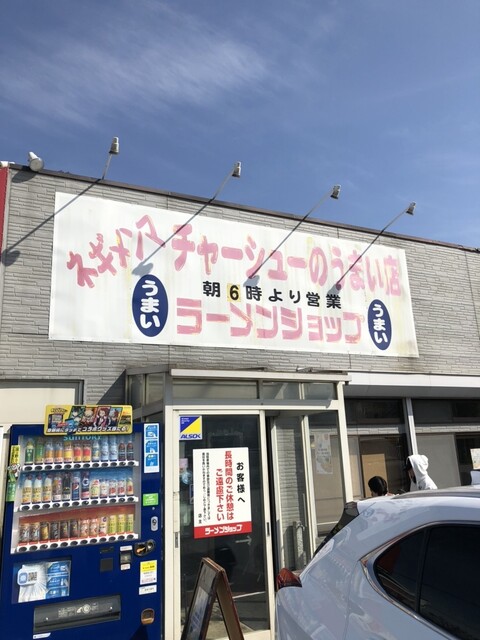 ネギ
チャーシューのうまい店
朝6時より営業
うまい
ラーメンショップ
うまい
ALSOK
お客様へ
長時間のご休憩は
ご遠慮下さい
ラーメンショップ
SUNTORY